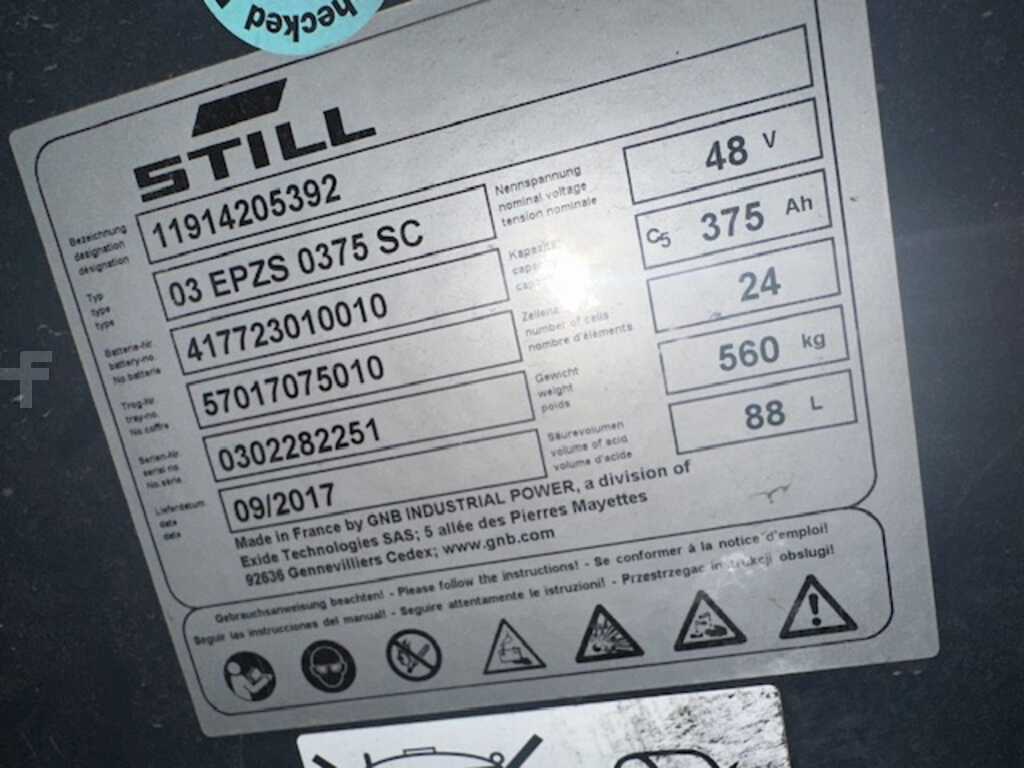 checked
STILL
Bezeichnung
designation
désignation
11914205392
Typ
type
type
03 EPZS 0375 SC
Batterie-Nr.
battery-no.
No.batterie
417723010010
Trog-Nr.
tray-no.
No.coffre
57017075010
Serien-Nr.
serial no.
No.série
0302282251
Lieferdatum
data
data
09/2017
Nennspannung
nominal voltage
tension nominale
48 V
C5 375 Ah
number of cells
nombre d'éléments
24
Gewicht
weight
poids
560 kg
Säurevolumen
volume of acid
volume d'acide
88 L
Made in France by GNB INDUSTRIAL POWER, a division of
Exide Technologies SAS; 5 allée des Pierres Mayettes
92636 Gennevilliers Cedex; www.gnb.com
Gebrauchsanweisung beachten! - Please follow the instructions! - Se conformer à la notice d'emploi!
Seguir las instrucciones del manual! - Seguire attentamente le istruzioni! - Przestrzegac instrukcji obslugi!